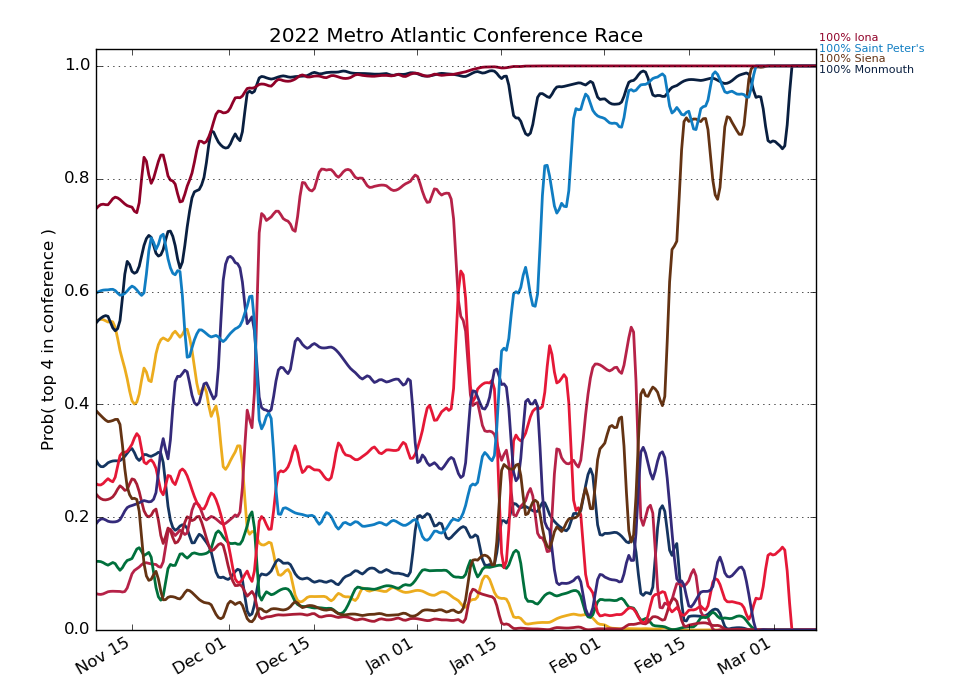 2022 Metro Atlantic Conference Race
100% Iona
100% Saint Peter's
100% Siena
100% Monmouth
Prob( top 4 in conference )
1.0
0.8
0.6
0.4
0.2
0.0
Nov 15
Dec 01
Dec 15
Jan 01
Jan 15
Feb 01
Feb 15
Mar 01